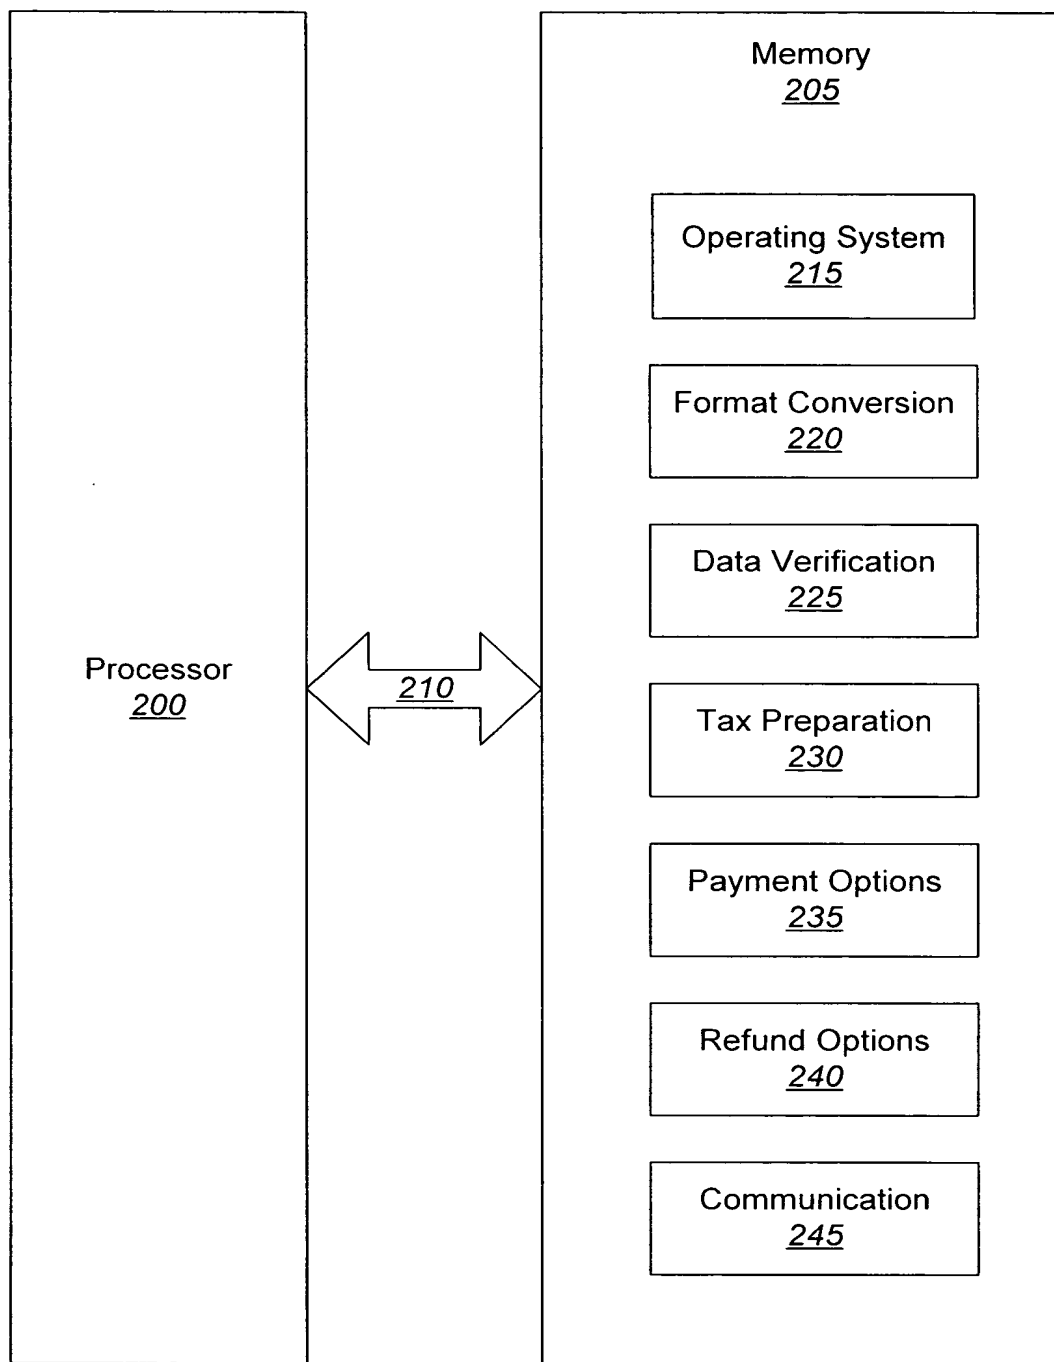 Memory
205
Operating System
215
Format Conversion
220
Data Verification
225
Processor
200
210
Tax Preparation
230
Payment Options
235
Refund Options
240
Communication
245